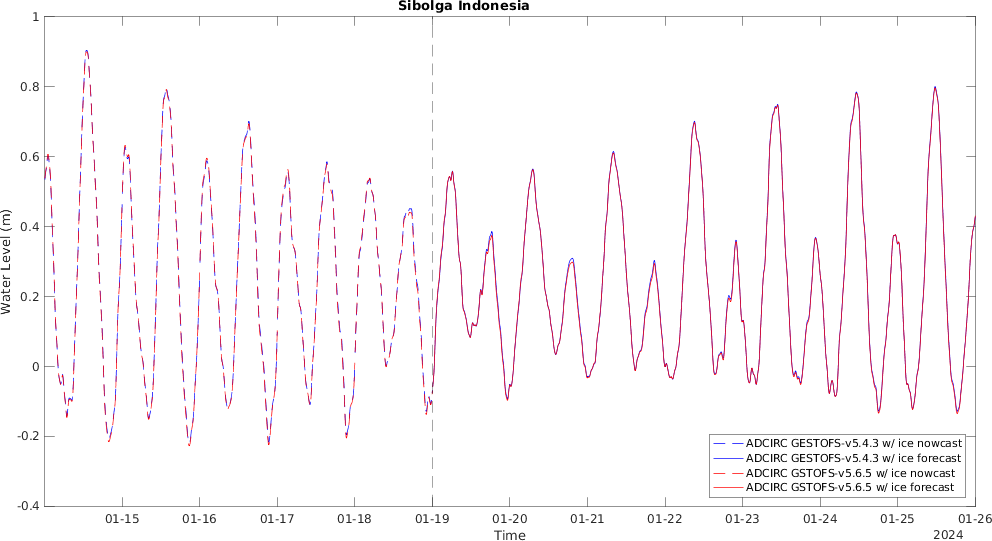 Sibolga Indonesia
1
0.8
0.6
0.4
0.2
0
-0.2
-0.4
Water Level (m)
ADCIRC GESTOFS-v5.4.3 w/ ice nowcast
ADCIRC GESTOFS-v5.4.3 w/ ice forecast
ADCIRC GSTOFS-v5.6.5 w/ ice nowcast
ADCIRC GSTOFS-v5.6.5 w/ ice forecast
01-15 01-16 01-17 01-18 01-19 01-20 01-21 01-22 01-23 01-24 01-25 01-26
Time
2024